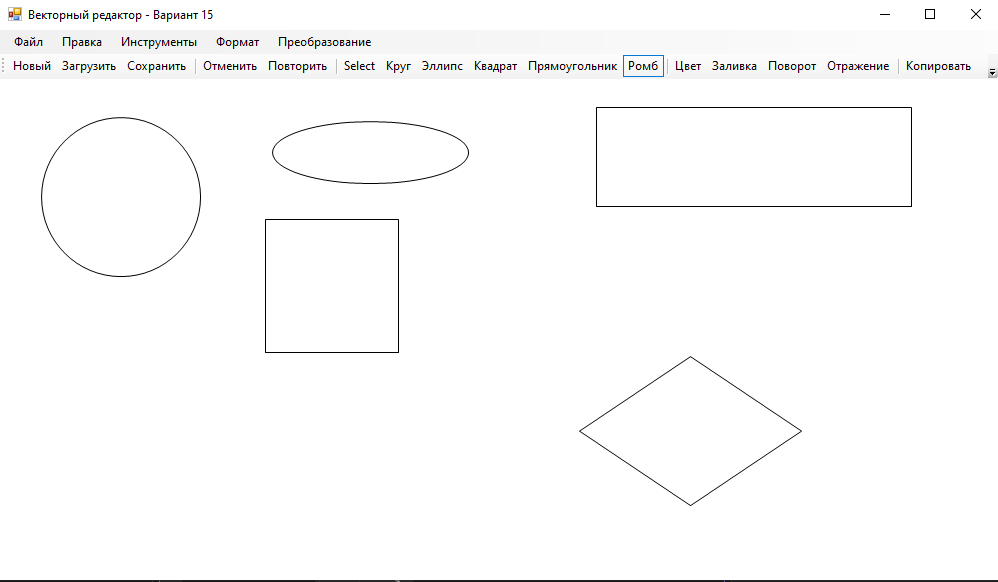 Векторный редактор - Вариант 15
Файл Правка Инструменты Формат Преобразование
Новый Загрузить Сохранить Отменить Повторить Select Круг Эллипс Квадрат Прямоугольник Ромб Цвет Заливка Поворот Отражение Копировать